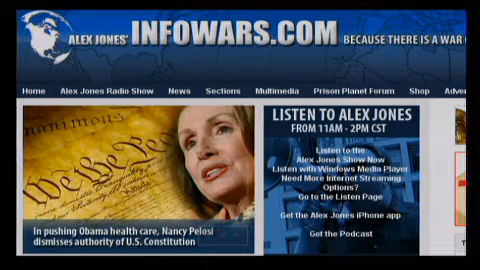 ALEX JONES' INFOWARS.COM BECAUSE THERE IS A WAR
Home Alex Jones Radio Show News Sections Multimedia Prison Planet Forum Shop
anonimous
We the Pe
In pushing Obama health care, Nancy Pelosi
dismisses authority of U.S. Constitution
LISTEN TO ALEX JONES
FROM 11AM - 2PM CST
Listen to the
Alex Jones Show Now
Listen with Windows Media Player
Need More Internet Streaming
Options?
Go to the Listen Page
Get the Alex Jones iPhone app
Get the Podcast